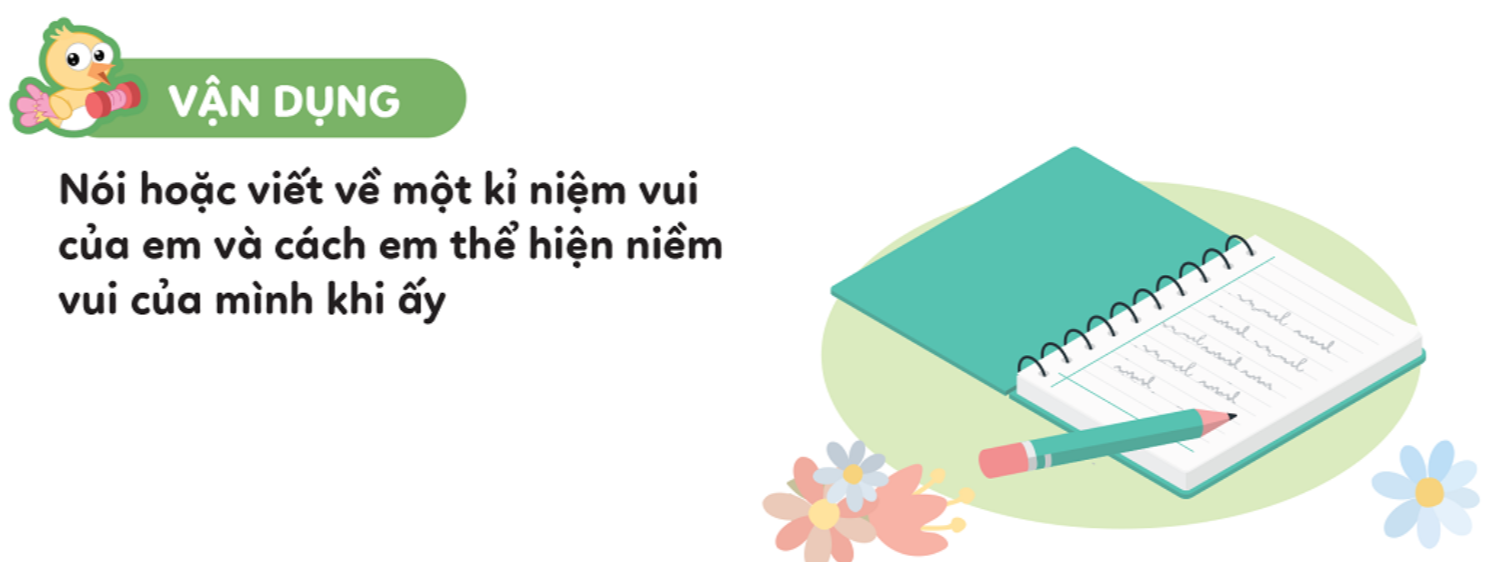 VẬN DỤNG
Nói hoặc viết về một kỉ niệm vui
của em và cách em thể hiện niềm
vui của mình khi ấy